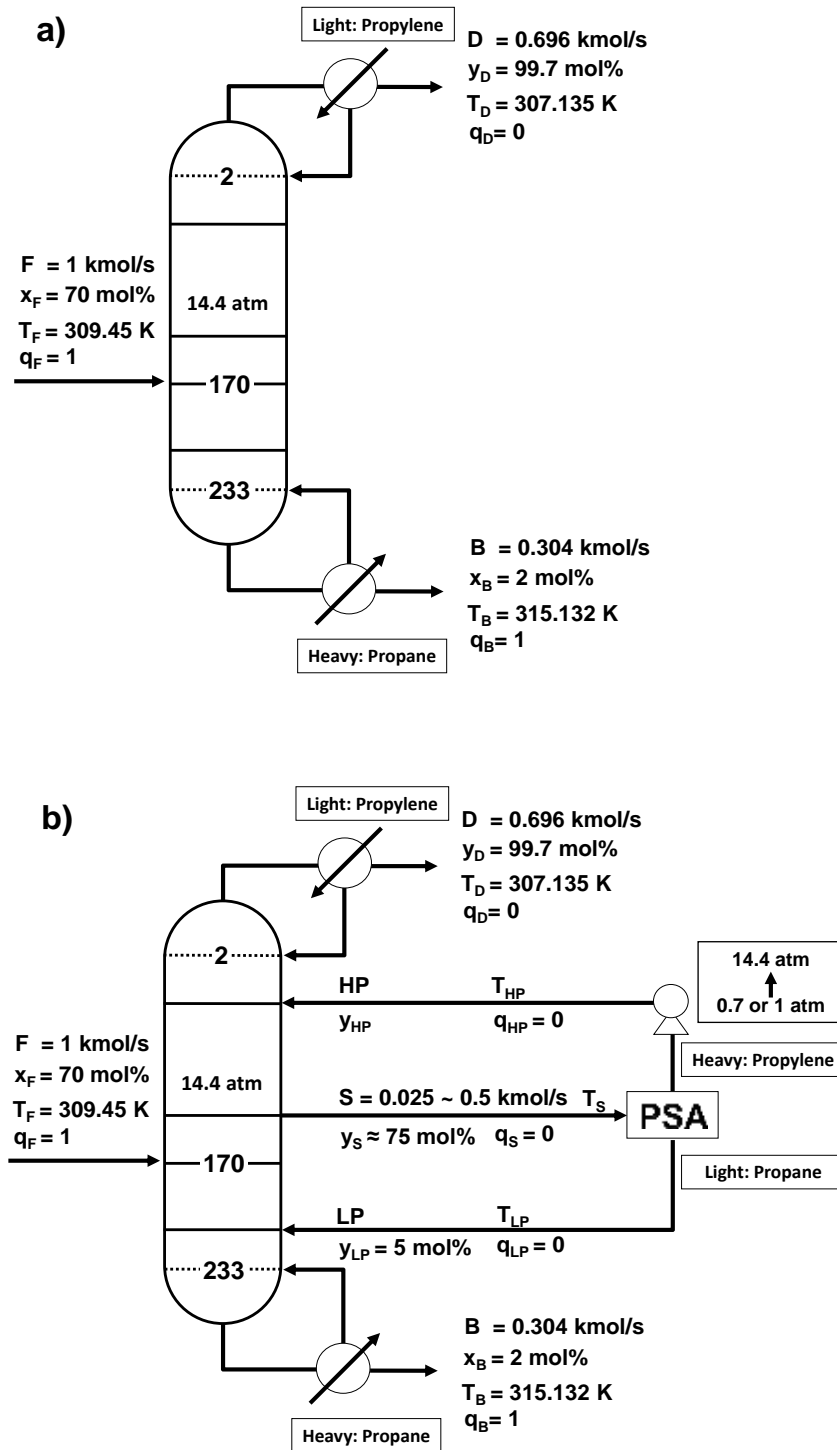 a)
Light: Propylene
D = 0.696 kmol/s
y_D = 99.7 mol%
T_D = 307.135 K
q_D= 0
2
F = 1 kmol/s
x_F = 70 mol%
T_F = 309.45 K
q_F = 1
14.4 atm
170
233
B = 0.304 kmol/s
x_B = 2 mol%
T_B = 315.132 K
q_B= 1
Heavy: Propane
b)
Light: Propylene
D = 0.696 kmol/s
y_D = 99.7 mol%
T_D = 307.135 K
q_D= 0
2
HP T_HP
y_HP q_HP = 0
14.4 atm
0.7 or 1 atm
Heavy: Propylene
F = 1 kmol/s
x_F = 70 mol%
T_F = 309.45 K
q_F = 1
14.4 atm
S = 0.025 ~ 0.5 kmol/s T_S
y_S ≈ 75 mol% q_S = 0
PSA
Light: Propane
170
LP T_LP
y_LP = 5 mol% q_LP = 0
233
B = 0.304 kmol/s
x_B = 2 mol%
T_B = 315.132 K
q_B= 1
Heavy: Propane